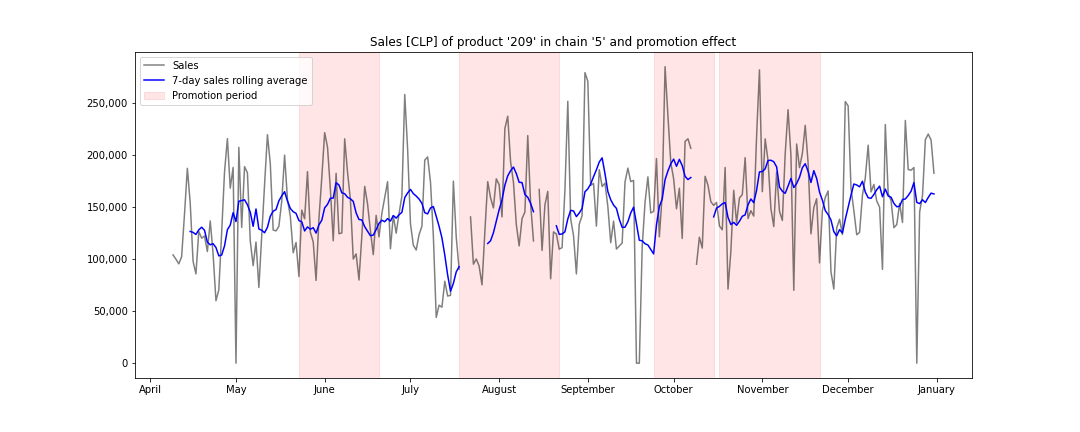 Sales [CLP] of product '209' in chain '5' and promotion effect
Sales
7-day sales rolling average
Promotion period
250,000
200,000
150,000
100,000
50,000
0
April May June July August September October November December January